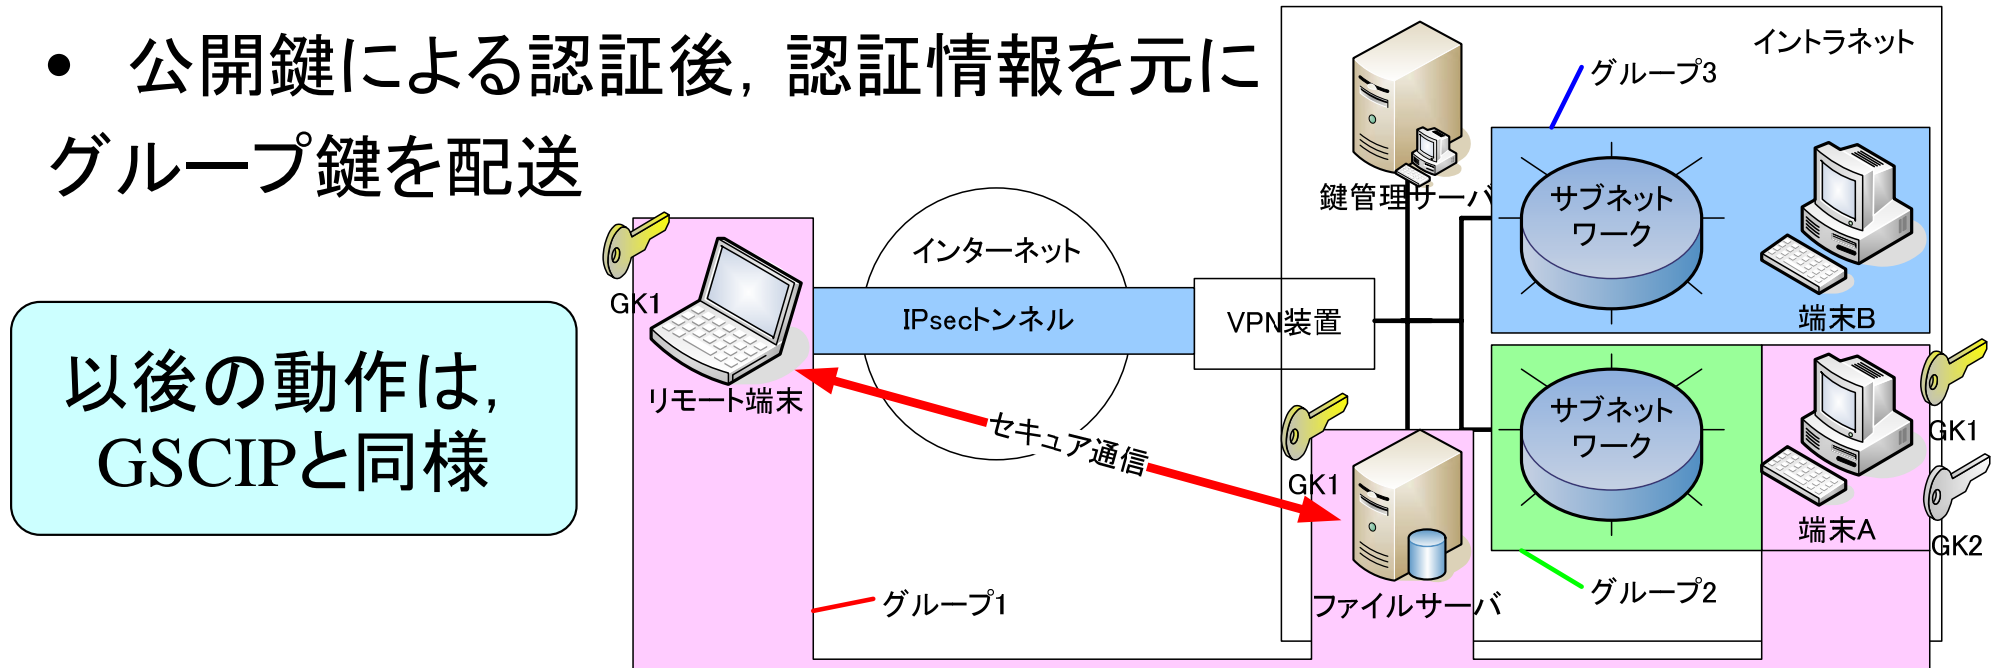 • 公開鍵による認証後，認証情報を元に
グループ鍵を配送
以後の動作は，
GSCIPと同様
イントラネット
グループ3
鍵管理サーバ
サブネット
ワーク
端末B
インターネット
GK1
IPsecトンネル
VPN装置
リモート端末
セキュア通信
GK1
サブネット
ワーク
GK1
端末A
GK2
グループ1
ファイルサーバ
グループ2